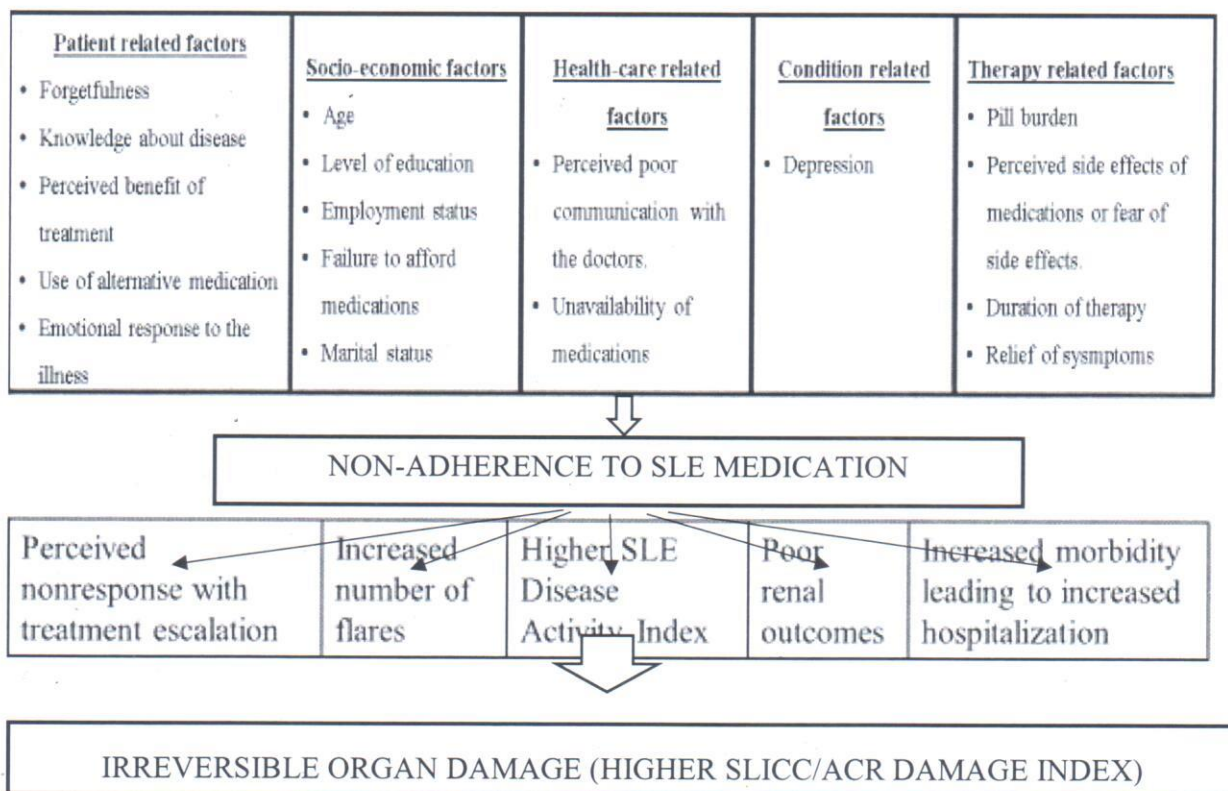 Patient related factors
• Forgetfulness
• Knowledge about disease
• Perceived benefit of
treatment
• Use of alternative medication
• Emotional response to the
illness
Socio-economic factors
• Age
• Level of education
• Employment status
• Failure to afford
medications
• Marital status
Health-care related
factors
• Perceived poor
communication with
the doctors.
• Unavailability of
medications
Condition related
factors
• Depression
Therapy related factors
• Pill burden
• Perceived side effects of
medications or fear of
side effects.
• Duration of therapy
• Relief of sysmptoms
NON-ADHERENCE TO SLE MEDICATION
Perceived
nonresponse with
treatment escalation
Increased
number of
flares
Higher SLE
Disease
Activity Index
Poor
renal
outcomes
Increased morbidity
leading to increased
hospitalization
IRREVERSIBLE ORGAN DAMAGE (HIGHER SLICC/ACR DAMAGE INDEX)